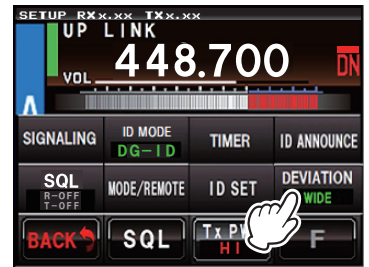 SETUP RXx.xx TXx.xx
UP LINK
VOL 448.700 DN
SIGNALING ID MODE TIMER ID ANNOUNCE
DG-ID
SQL MODE/REMOTE ID SET DEVIATION
R-OFF WIDE
T-OFF
BACK SQL Tx F
HI